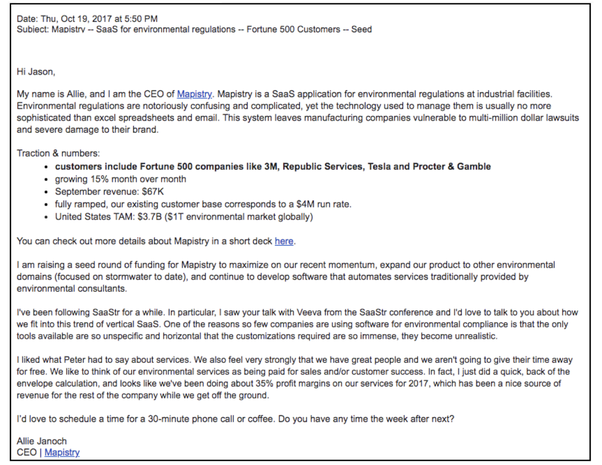 Date: Thu, Oct 19, 2017 at 5:50 PM
Subject: Mapistry -- SaaS for environmental regulations -- Fortune 500 Customers -- Seed
Hi Jason,
My name is Allie, and I am the CEO of Mapistry. Mapistry is a SaaS application for environmental regulations at industrial facilities.
Environmental regulations are notoriously confusing and complicated, yet the technology used to manage them is usually no more
sophisticated than excel spreadsheets and email. This system leaves manufacturing companies vulnerable to multi-million dollar lawsuits
and severe damage to their brand.
Traction & numbers:
• customers include Fortune 500 companies like 3M, Republic Services, Tesla and Procter & Gamble
• growing 15% month over month
• September revenue: $67K
• fully ramped, our existing customer base corresponds to a $4M run rate.
• United States TAM: $3.7B ($1T environmental market globally)
You can check out more details about Mapistry in a short deck here.
I am raising a seed round of funding for Mapistry to maximize on our recent momentum, expand our product to other environmental
domains (focused on stormwater to date), and continue to develop software that automates services traditionally provided by
environmental consultants.
I've been following SaaStr for a while. In particular, I saw your talk with Veeva from the SaaStr conference and I'd love to talk to you about how
we fit into this trend of vertical SaaS. One of the reasons so few companies are using software for environmental compliance is that the only
tools available are so unspecific and horizontal that the customizations required are so immense, they become unrealistic.
I liked what Peter had to say about services. We also feel very strongly that we have great people and we aren't going to give their time away
for free. We like to think of our environmental services as being paid for sales and/or customer success. In fact, I just did a quick, back of the
envelope calculation, and looks like we've been doing about 35% profit margins on our services for 2017, which has been a nice source of
revenue for the rest of the company while we get off the ground.
I'd love to schedule a time for a 30-minute phone call or coffee. Do you have any time the week after next?
Allie Janoch
CEO | Mapistry